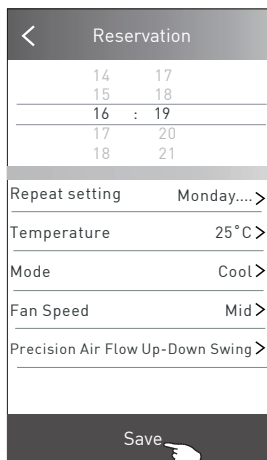 Reservation
14 17
15 18
16 : 19
17 20
18 21
Repeat setting Monday....
Temperature 25°C
Mode Cool
Fan Speed Mid
Precision Air Flow Up-Down Swing
Save